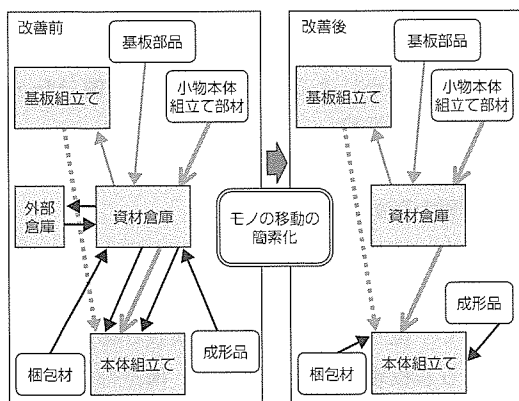 改善前
基板部品
基板組立て
小物本体
組立て部材
外部
倉庫
資材倉庫
梱包材
本体組立て
成形品
モノの移動の
簡素化
改善後
基板部品
基板組立て
小物本体
組立て部材
資材倉庫
成形品
梱包材
本体組立て